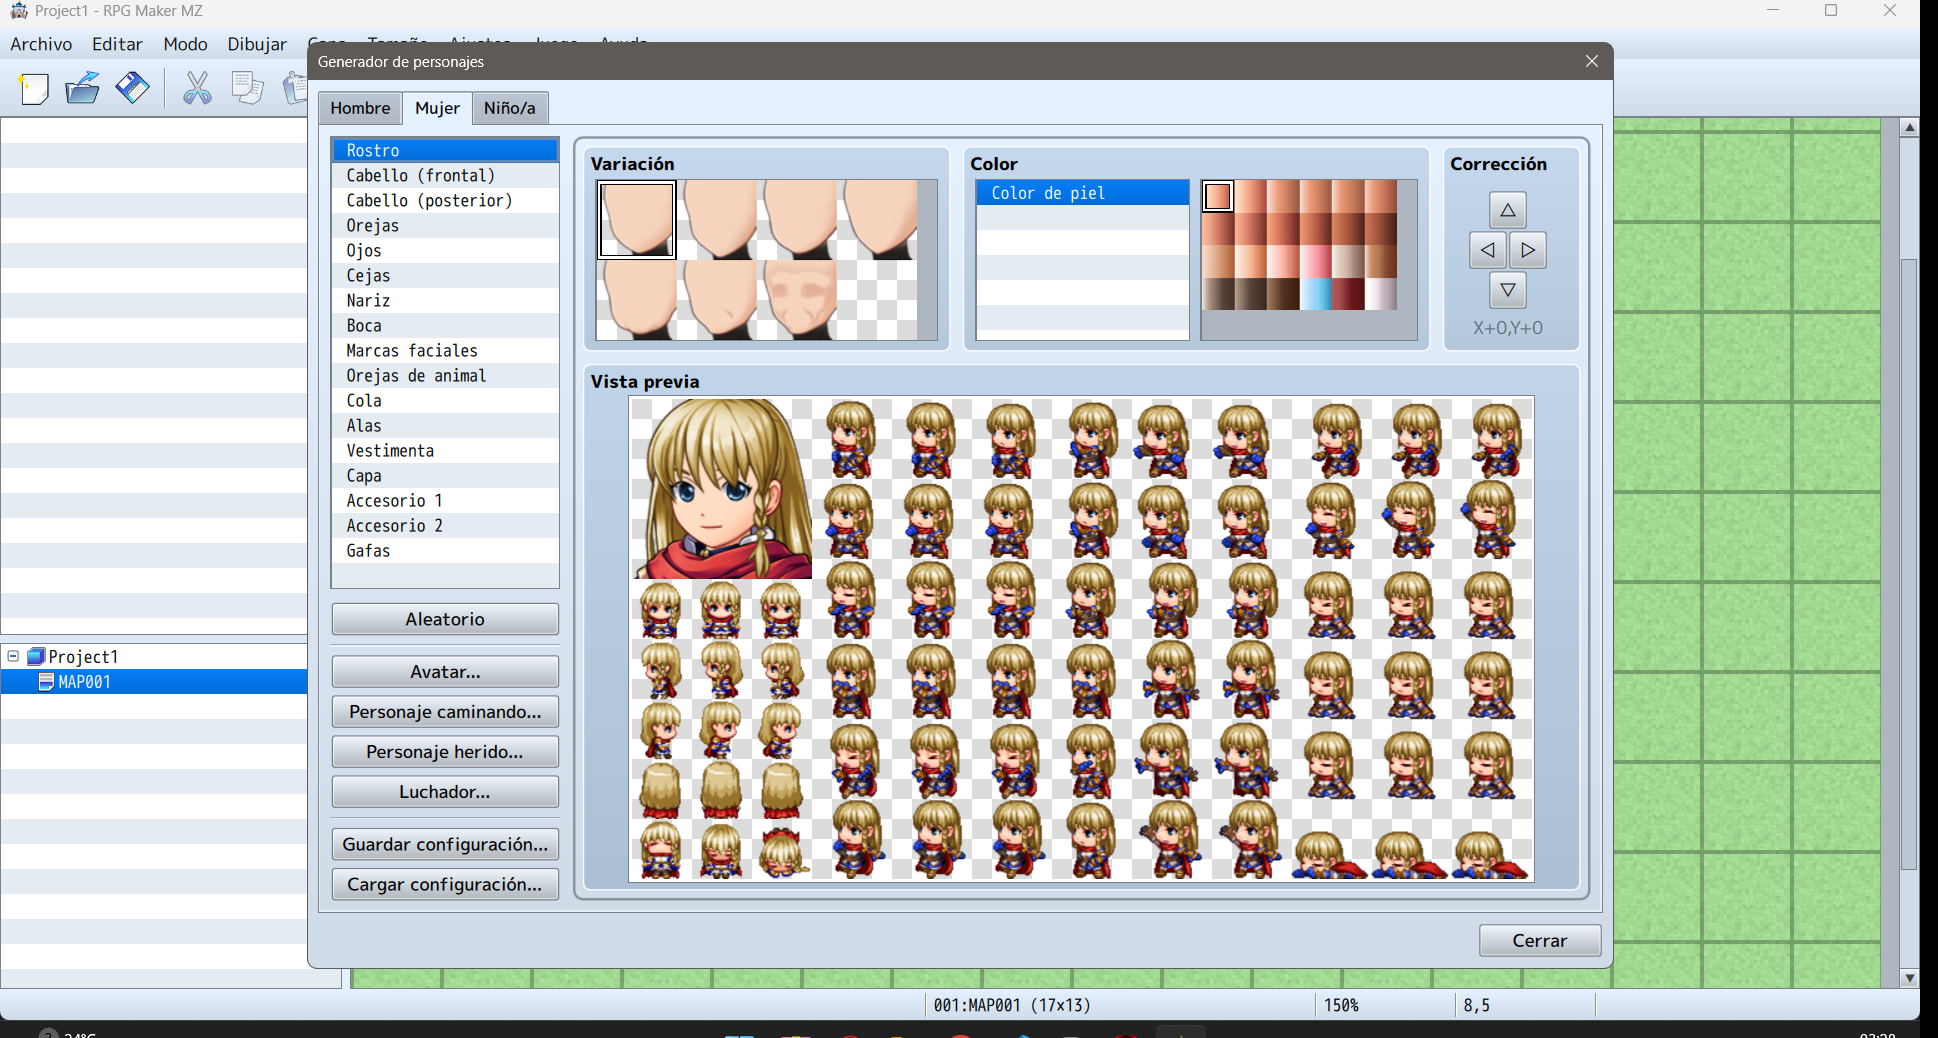 Project1 - RPG Maker MZ
Archivo Editar Modo Dibujar
Generador de personajes
Hombre Mujer Niño/a
Rostro
Cabello (frontal)
Cabello (posterior)
Orejas
Ojos
Cejas
Nariz
Boca
Marcas faciales
Orejas de animal
Cola
Alas
Vestimenta
Capa
Accesorio 1
Accesorio 2
Gafas
Aleatorio
Avatar...
Personaje caminando...
Personaje herido...
Luchador...
Guardar configuración...
Cargar configuración...
Variación
Color
Color de piel
Corrección
X+0,Y+0
Vista previa
Cerrar
Project1
MAP001
001:MAP001 (17×13)
150%
8,5